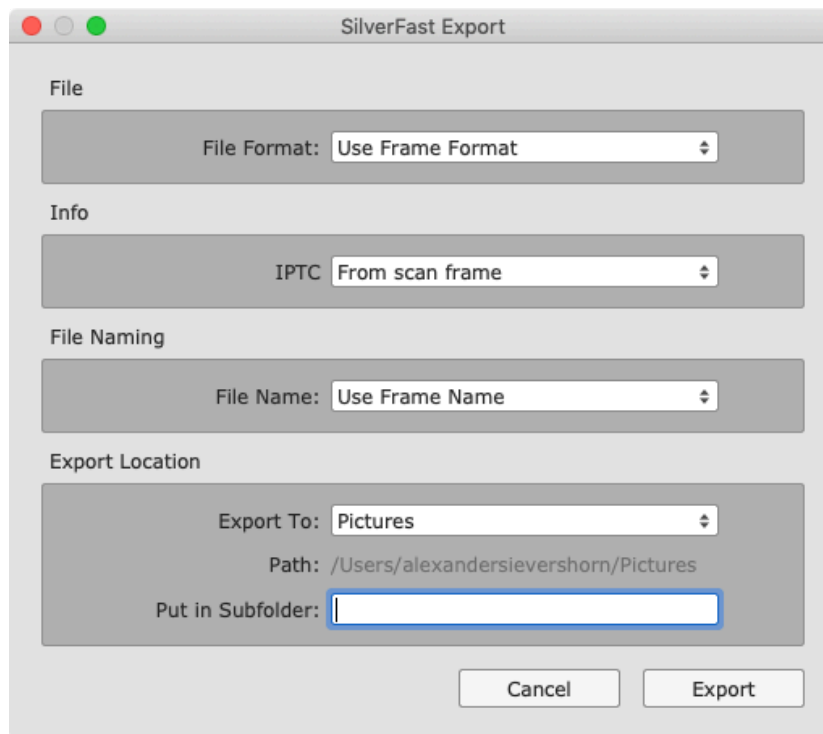 SilverFast Export
File
File Format: Use Frame Format
Info
IPTC From scan frame
File Naming
File Name: Use Frame Name
Export Location
Export To: Pictures
Path: /Users/alexandersievershorn/Pictures
Put in Subfolder:
Cancel Export